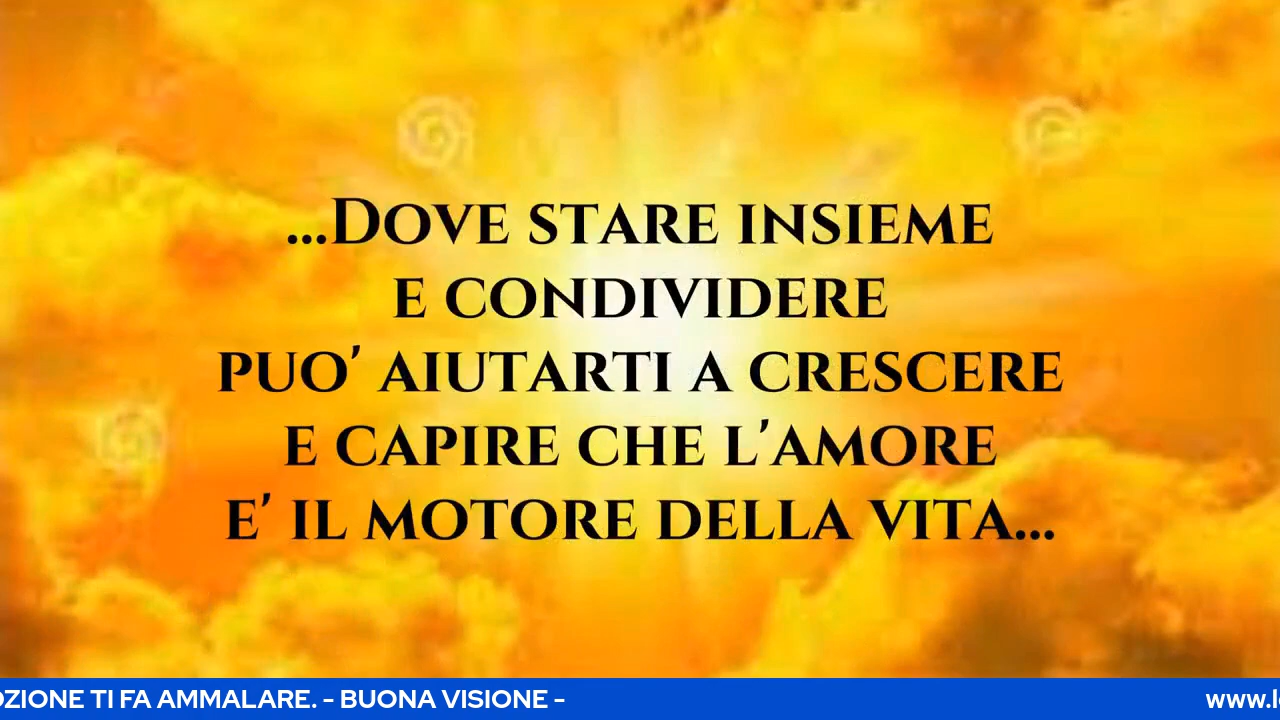 ...Dove stare insieme
e condividere
puo' aiutarti a crescere
e capire che l'amore
e' il motore della vita...
TI FA AMMALARE. - BUONA VISIONE - www.